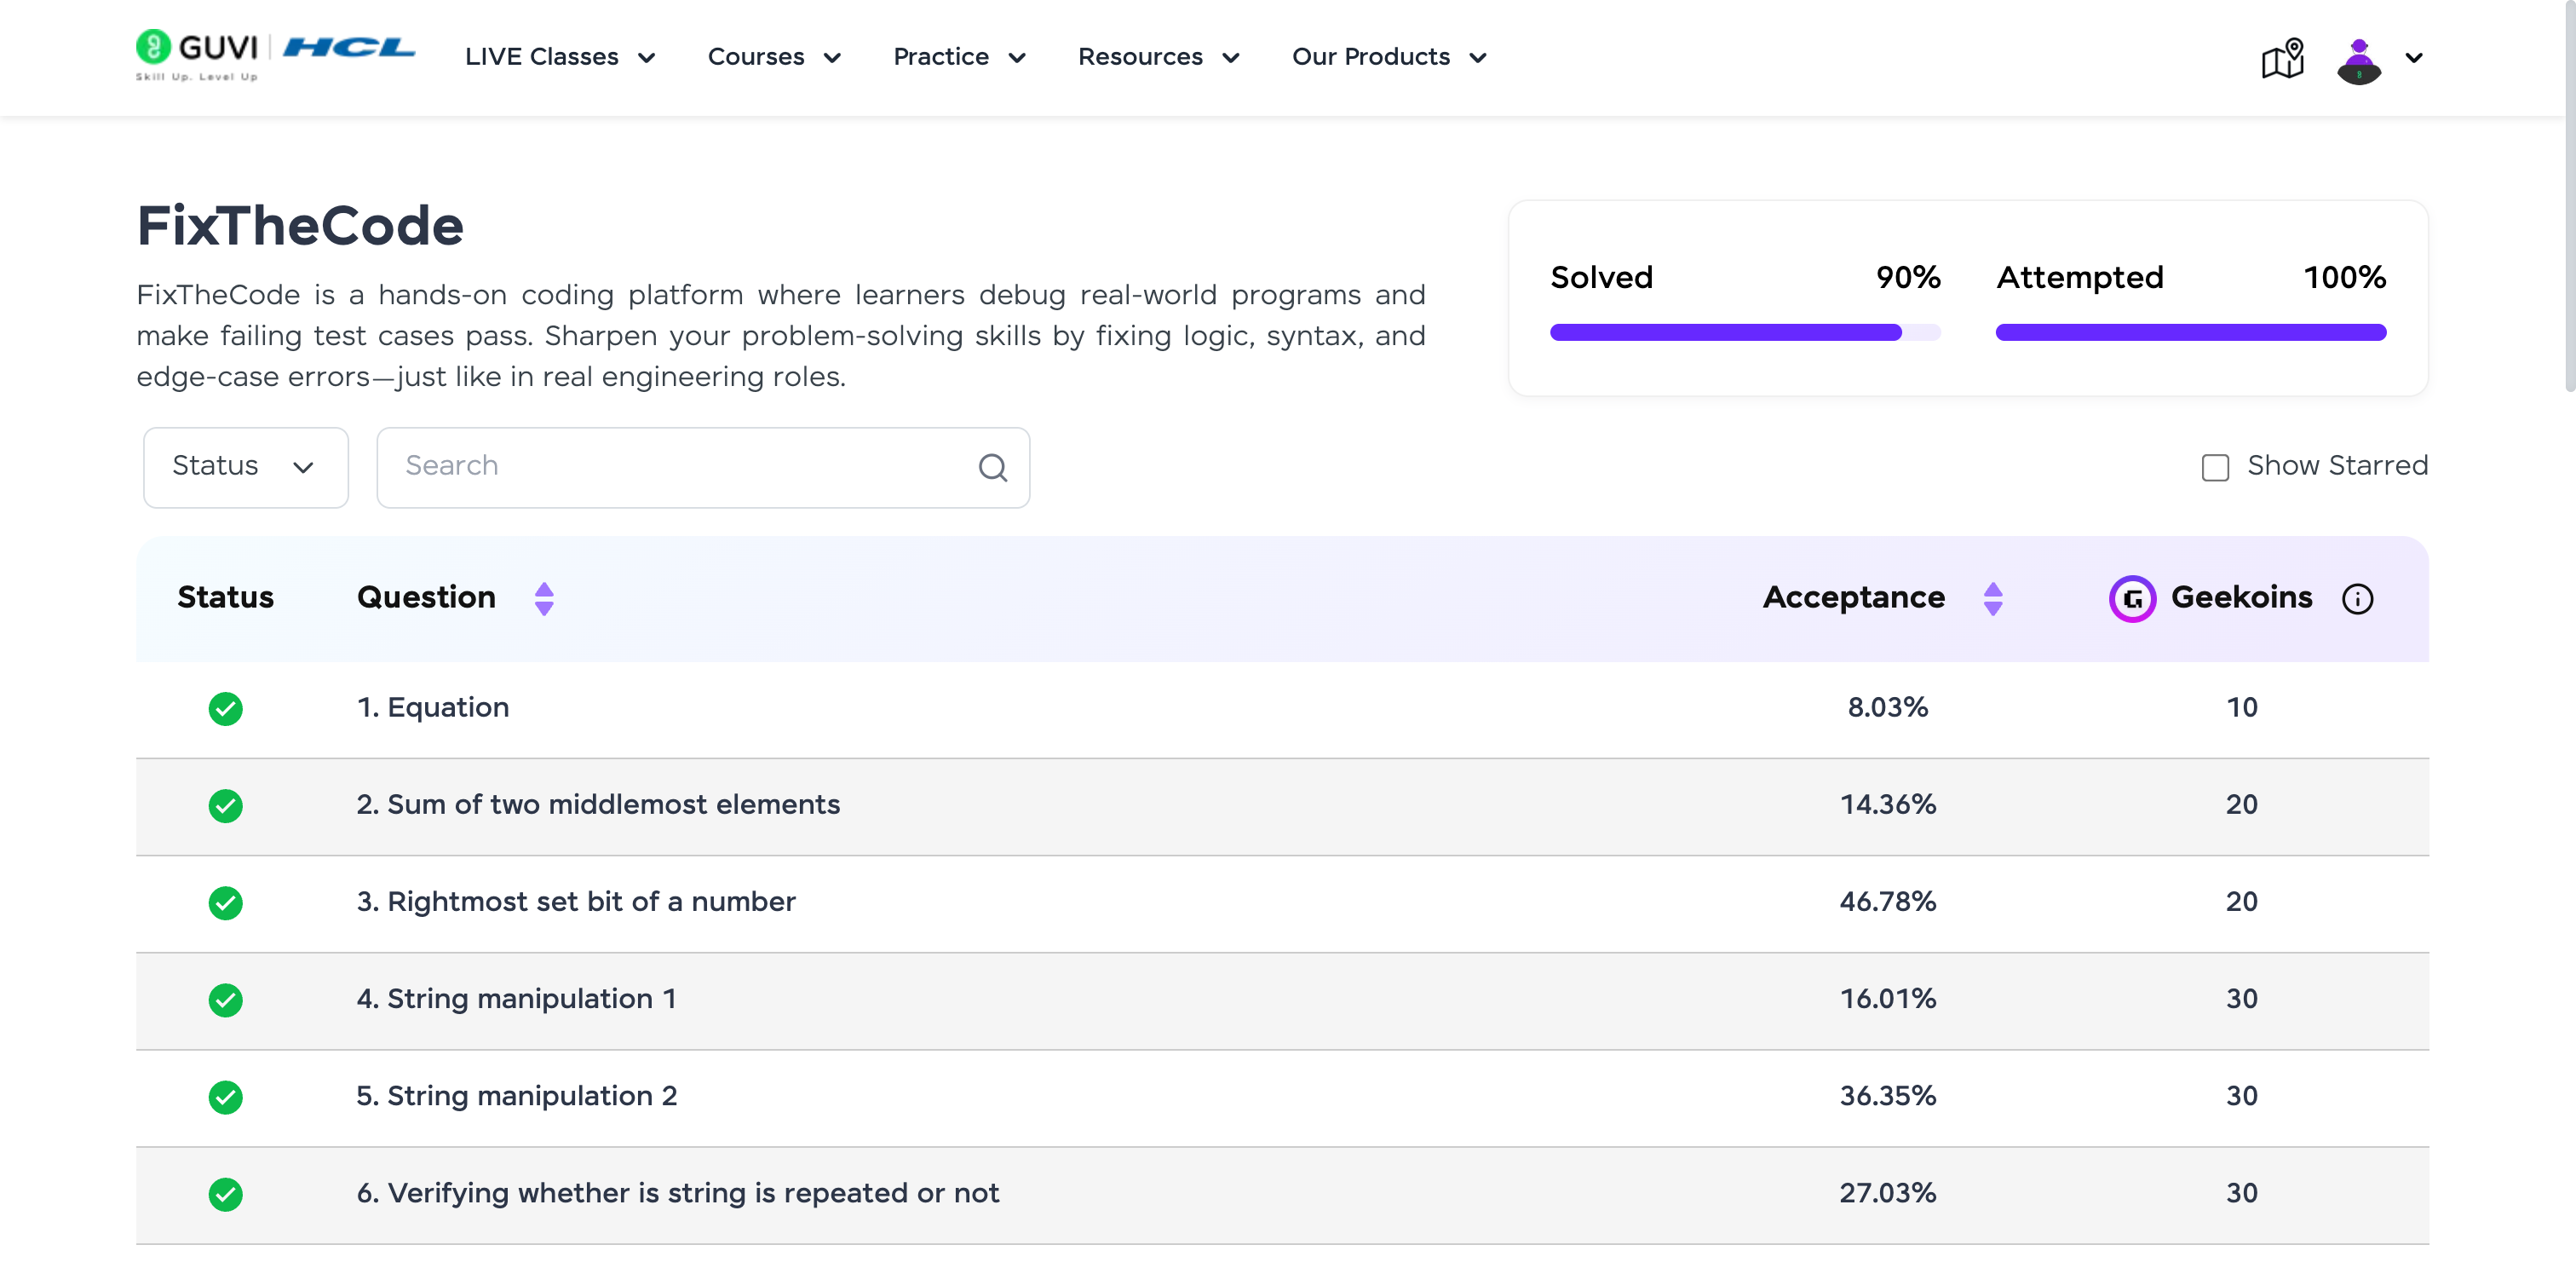 GUVI HCL
Skill Up. Level Up
LIVE Classes Courses Practice Resources Our Products
FixTheCode
FixTheCode is a hands-on coding platform where learners debug real-world programs and
make failing test cases pass. Sharpen your problem-solving skills by fixing logic, syntax, and
edge-case errors—just like in real engineering roles.
Solved 90% Attempted 100%
Status Search Show Starred
Status Question Acceptance Geekoins
1. Equation 8.03% 10
2. Sum of two middlemost elements 14.36% 20
3. Rightmost set bit of a number 46.78% 20
4. String manipulation 1 16.01% 30
5. String manipulation 2 36.35% 30
6. Verifying whether is string is repeated or not 27.03% 30